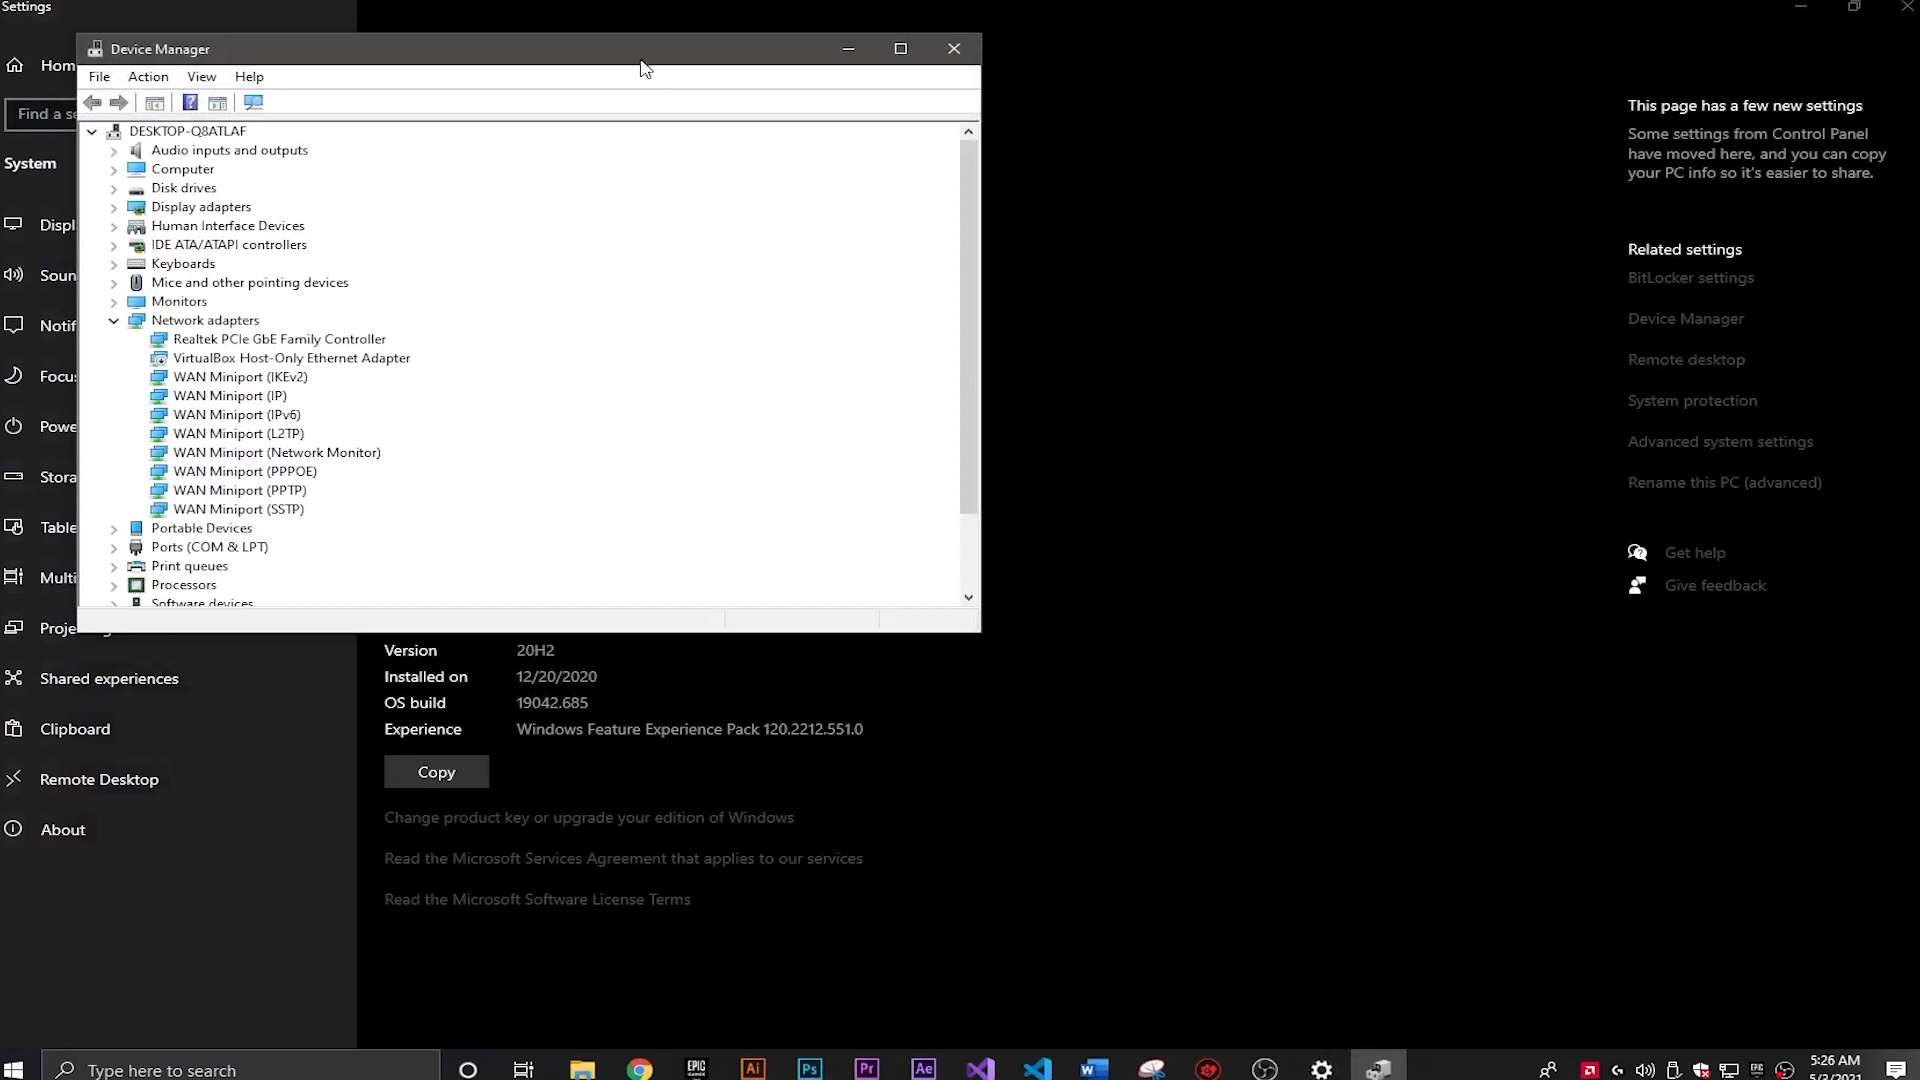 Settings
Device Manager
File Action View Help
DESKTOP-Q8ATLAF
Audio inputs and outputs
Computer
Disk drives
Display adapters
Human Interface Devices
IDE ATA/ATAPI controllers
Keyboards
Mice and other pointing devices
Monitors
Network adapters
Realtek PCIe GbE Family Controller
VirtualBox Host-Only Ethernet Adapter
WAN Miniport (IKEv2)
WAN Miniport (IP)
WAN Miniport (IPv6)
WAN Miniport (L2TP)
WAN Miniport (Network Monitor)
WAN Miniport (PPPOE)
WAN Miniport (PPTP)
WAN Miniport (SSTP)
Portable Devices
Ports (COM & LPT)
Print queues
Processors
Software devices
Hom
Find a se
System
Displ
Soun
Notif
Focu
Powe
Stora
Table
Multi
Proje
Shared experiences
Clipboard
Remote Desktop
About
Version 20H2
Installed on 12/20/2020
OS build 19042.685
Experience Windows Feature Experience Pack 120.2212.551.0
Copy
Change product key or upgrade your edition of Windows
Read the Microsoft Services Agreement that applies to our services
Read the Microsoft Software License Terms
This page has a few new settings
Some settings from Control Panel
have moved here, and you can copy
your PC info so it's easier to share.
Related settings
BitLocker settings
Device Manager
Remote desktop
System protection
Advanced system settings
Rename this PC (advanced)
Get help
Give feedback
Type here to search
EPIC
Ai
Ps
Pr
Ae
W
5:26 AM